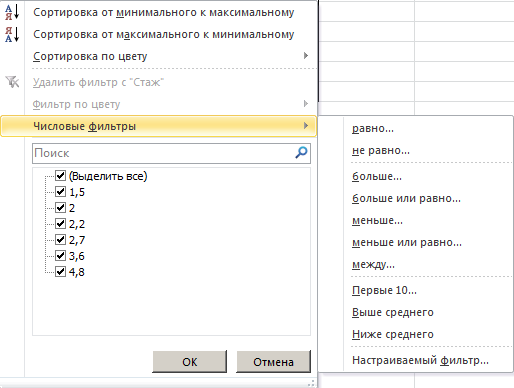 Сортировка от минимального к максимальному
Сортировка от максимального к минимальному
Сортировка по цвету
Удалить фильтр с "Стаж"
Фильтр по цвету
Числовые фильтры
Поиск
(Выделить все)
1,5
2
2,2
2,7
3,6
4,8
ОК
Отмена
равно...
не равно...
больше...
больше или равно...
меньше...
меньше или равно...
между...
Первые 10...
Выше среднего
Ниже среднего
Настраиваемый фильтр...